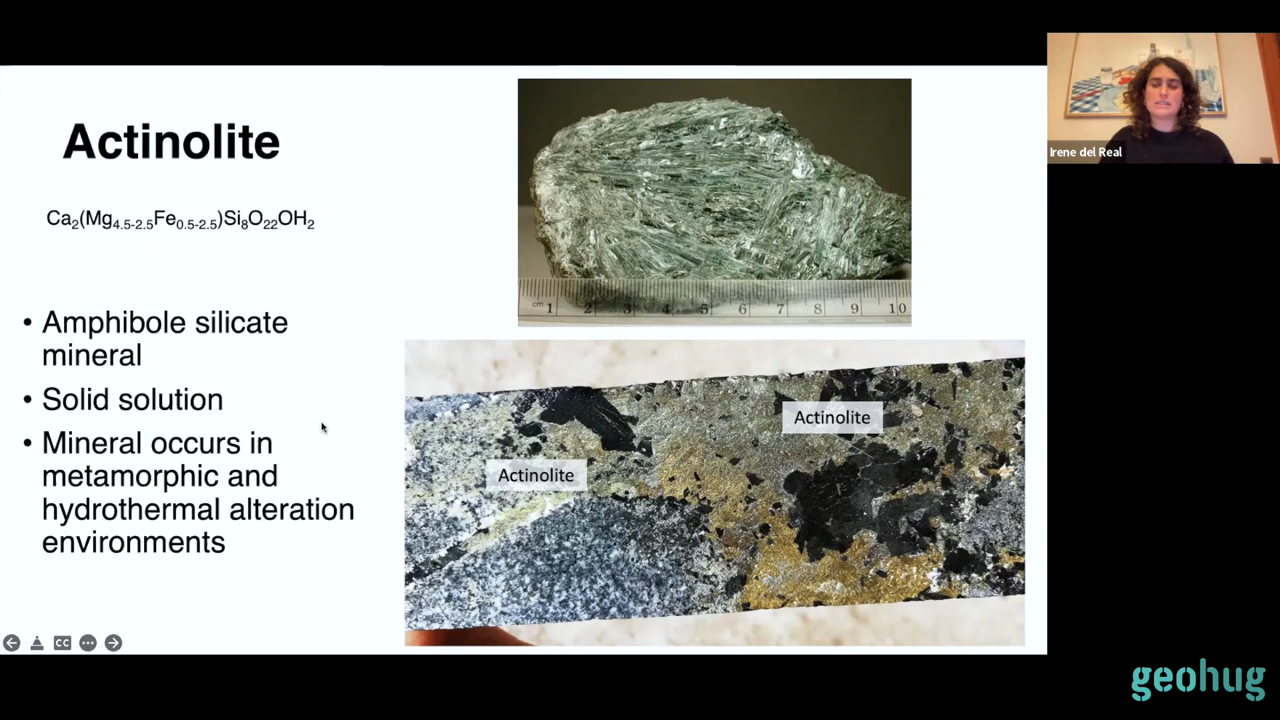 Actinolite
Ca₂(Mg₄.₅₋₂.₅Fe₀.₅₋₂.₅)Si₈O₂₂OH₂
• Amphibole silicate
mineral
• Solid solution
• Mineral occurs in
metamorphic and
hydrothermal alteration
environments
cm 1 2 3 4 5 6 7 8 9 10
Actinolite
Actinolite
CC
Irene del Real
geohug